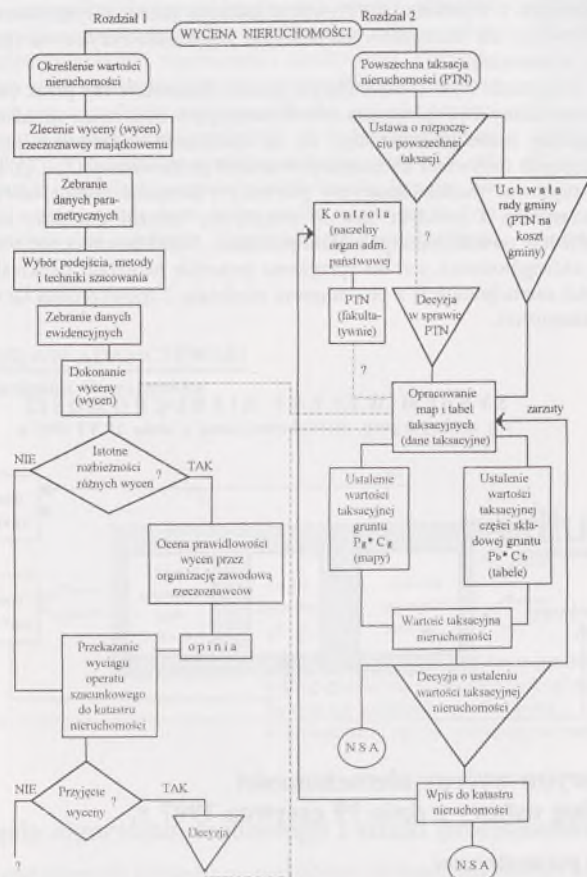 Rozdział 1
Rozdział 2
WYCENA NIERUCHOMOŚCI
Określenie wartości
nieruchomości
Zlecenie wyceny (wycen)
rzeczoznawcy majątkowemu
Zebranie
danych para-
metrycznych
Wybór podejścia, metody
i techniki szacowania
Zebranie danych
ewidencyjnych
Dokonanie
wyceny
(wycen)
NIE
Istotne
rozbieżności
różnych wycen
?
TAK
Ocena prawidłowości
wycen przez
organizację zawodową
rzeczoznawców
opinia
Przekazanie
wyciągu
operatu
szacunkowego
do katastru
nieruchomości
NIE
Przyjęcie
wyceny
?
TAK
?
Decyzja
Powszechna taksacja
nieruchomości (PTN)
Ustawa o rozpoczę-
ciu powszechnej
taksacji
Uchwała
rady gminy
(PTN na
koszt
gminy)
Kontrola
(naczelny
organ adm.
państwowej)
?
PTN
(fakulta-
tywnie)
Decyzja
w sprawie
PTN
?
Opracowanie
map i tabel
taksacyjnych
(dane taksacyjne)
zarzuty
Ustalenie
wartości
taksacyjnej
gruntu
Pg* Cg
(mapy)
Ustalenie
wartości
taksacyjnej
części skła-
dowej gruntu
Pb* Cb
(tabele)
Wartość taksacyjna
nieruchomości
Decyzja o ustaleniu
wartości taksacyjnej
nieruchomości
NSA
Wpis do katastru
nieruchomości
NSA